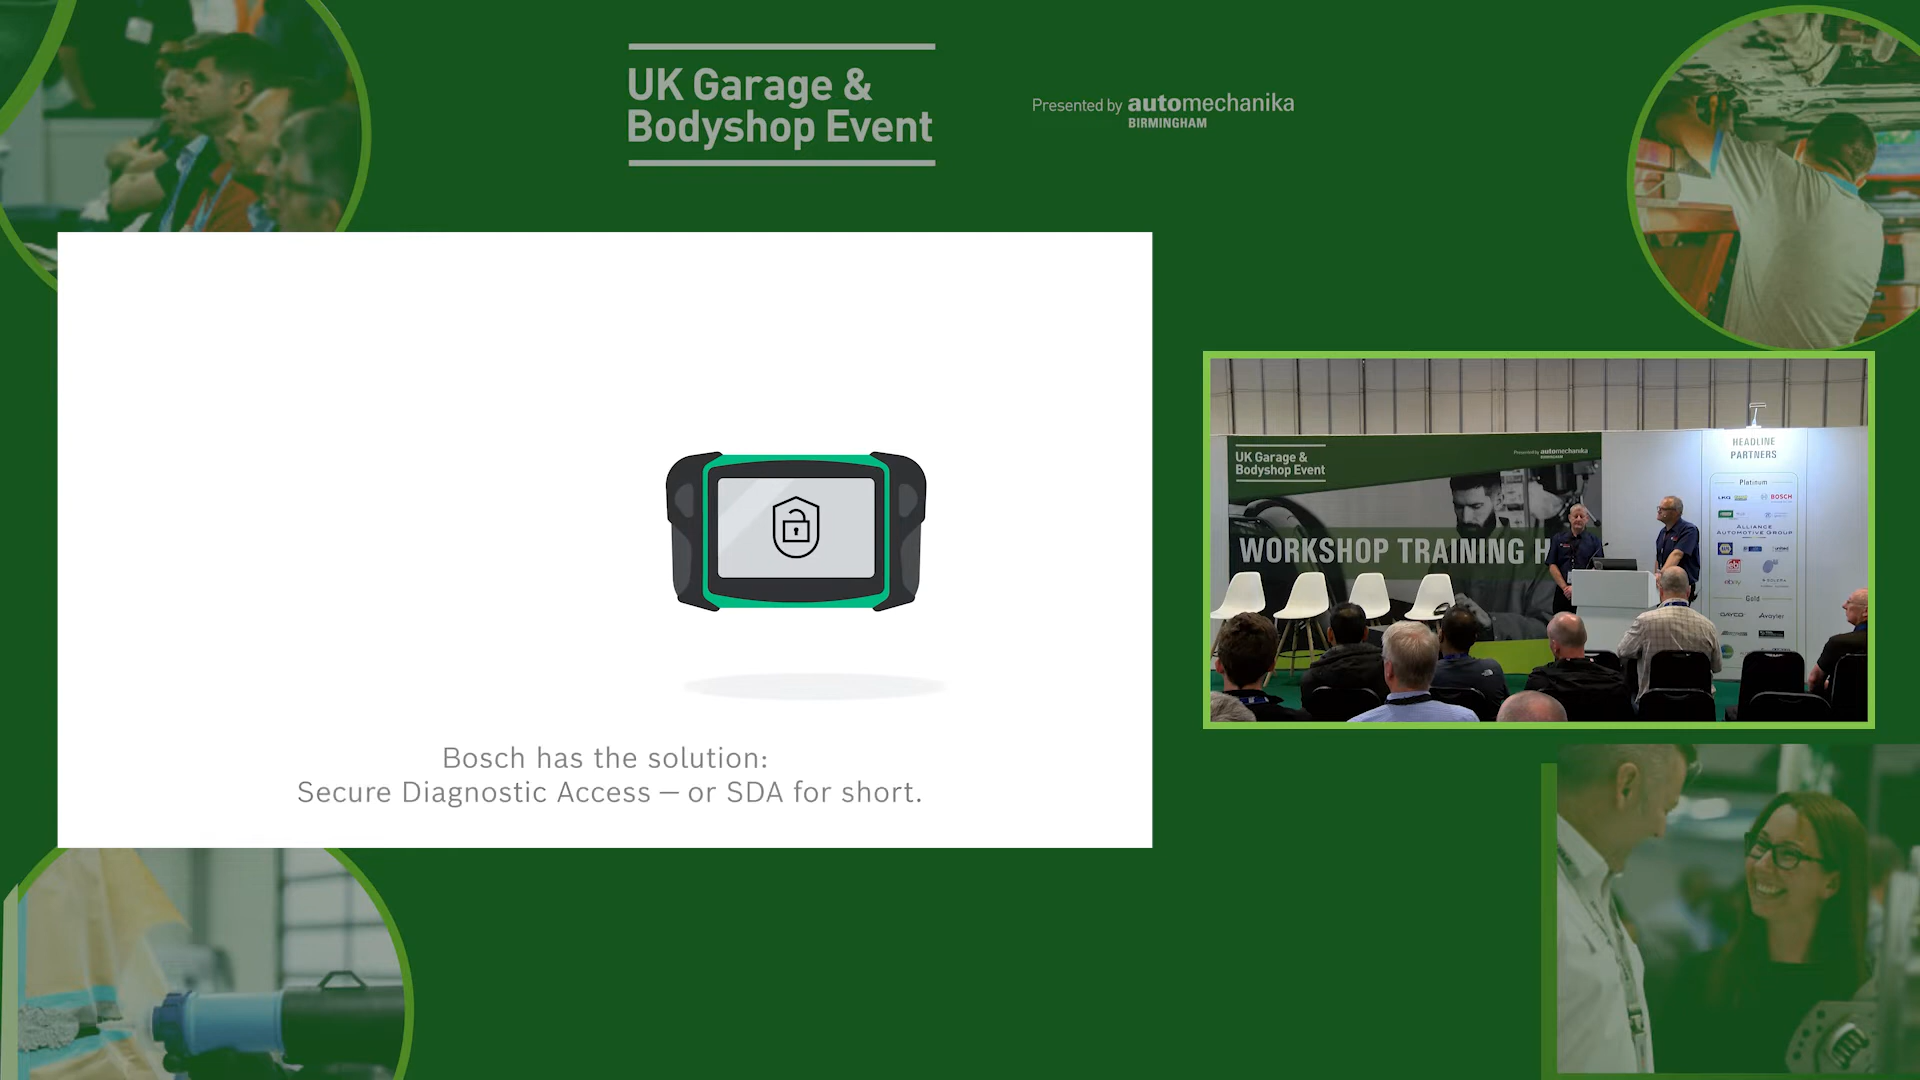 UK Garage &
Bodyshop Event
Presented by automechanika
BIRMINGHAM
Bosch has the solution:
Secure Diagnostic Access — or SDA for short.
UK Garage &
Bodyshop Event
Presented by automechanika
WORKSHOP TRAINING H
HEADLINE
PARTNERS
Platinum
LKQ
BOSCH
ALLIANCE
AUTOMOTIVE GROUP
ebay
SOLERA
Gold
DAYCO
Avayler